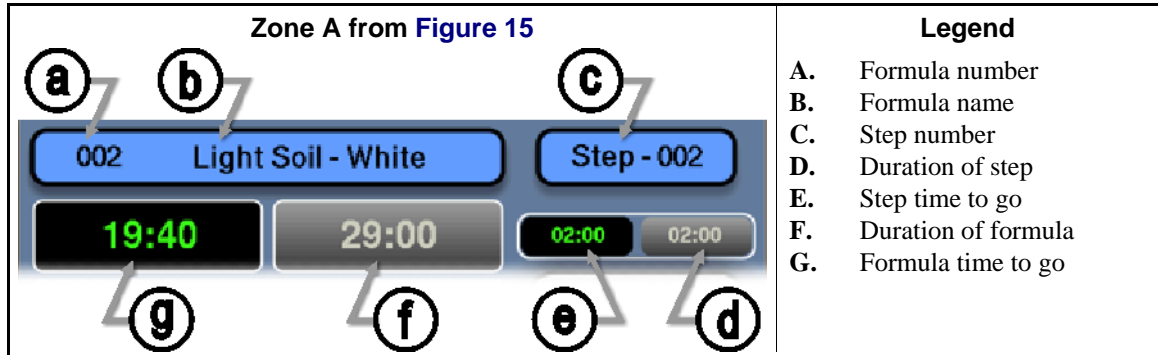 Zone A from Figure 15
a b c
002 Light Soil - White Step - 002
19:40 29:00 02:00 02:00
g f e d
Legend
A. Formula number
B. Formula name
C. Step number
D. Duration of step
E. Step time to go
F. Duration of formula
G. Formula time to go